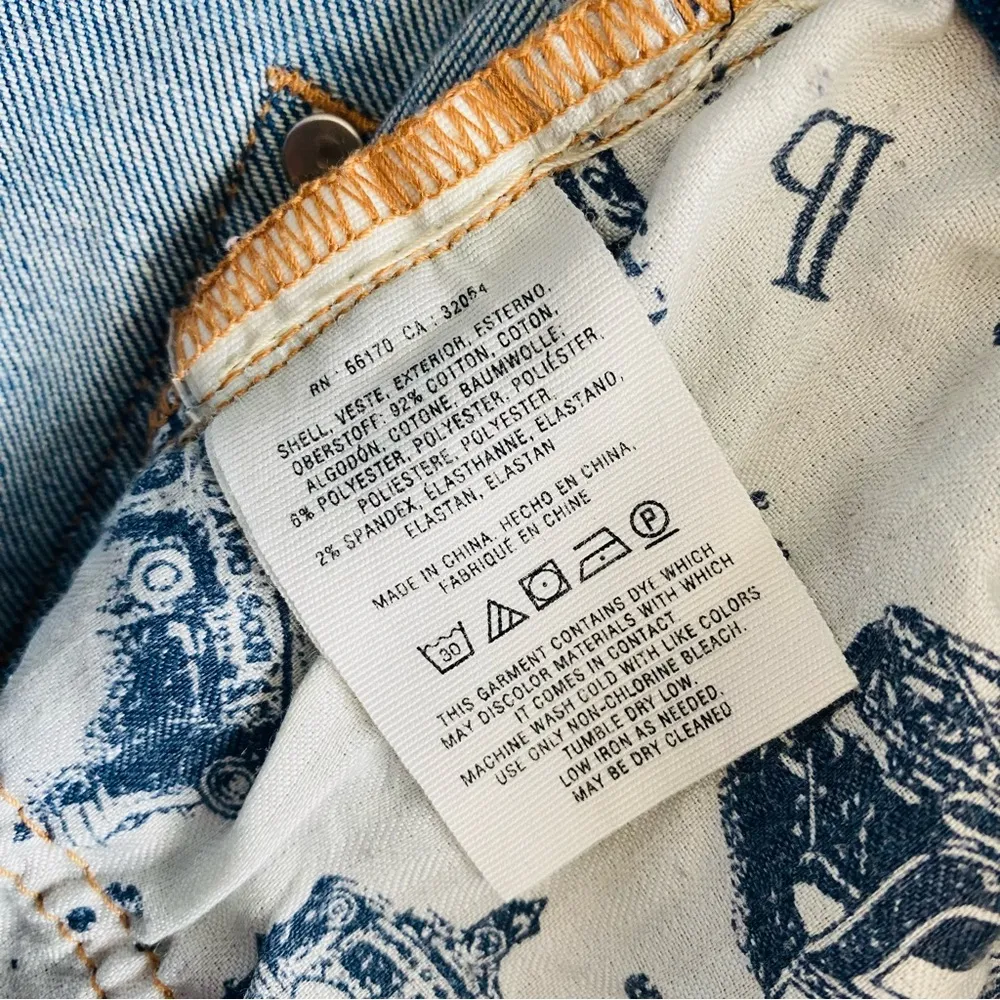 RN : 66170 CA : 32054
SHELL, VESTE, EXTERIOR, ESTERNO,
OBERSTOFF: 92% COTTON, COTON,
ALGODÓN, COTONE, BAUMWOLLE;
6% POLYESTER, POLYESTER, POLIÉSTER,
POLIESTERE, POLYESTER,
2% SPANDEX, ÉLASTHANNE, ELASTANO,
ELASTAN, ELASTAN
MADE IN CHINA, HECHO EN CHINA,
FABRIQUÉ EN CHINE
30 P
THIS GARMENT CONTAINS DYE WHICH
MAY DISCOLOR MATERIALS WITH WHICH
IT COMES IN CONTACT
MACHINE WASH COLD WITH LIKE COLORS
USE ONLY NON-CHLORINE BLEACH.
TUMBLE DRY LOW.
LOW IRON AS NEEDED.
MAY BE DRY CLEANED